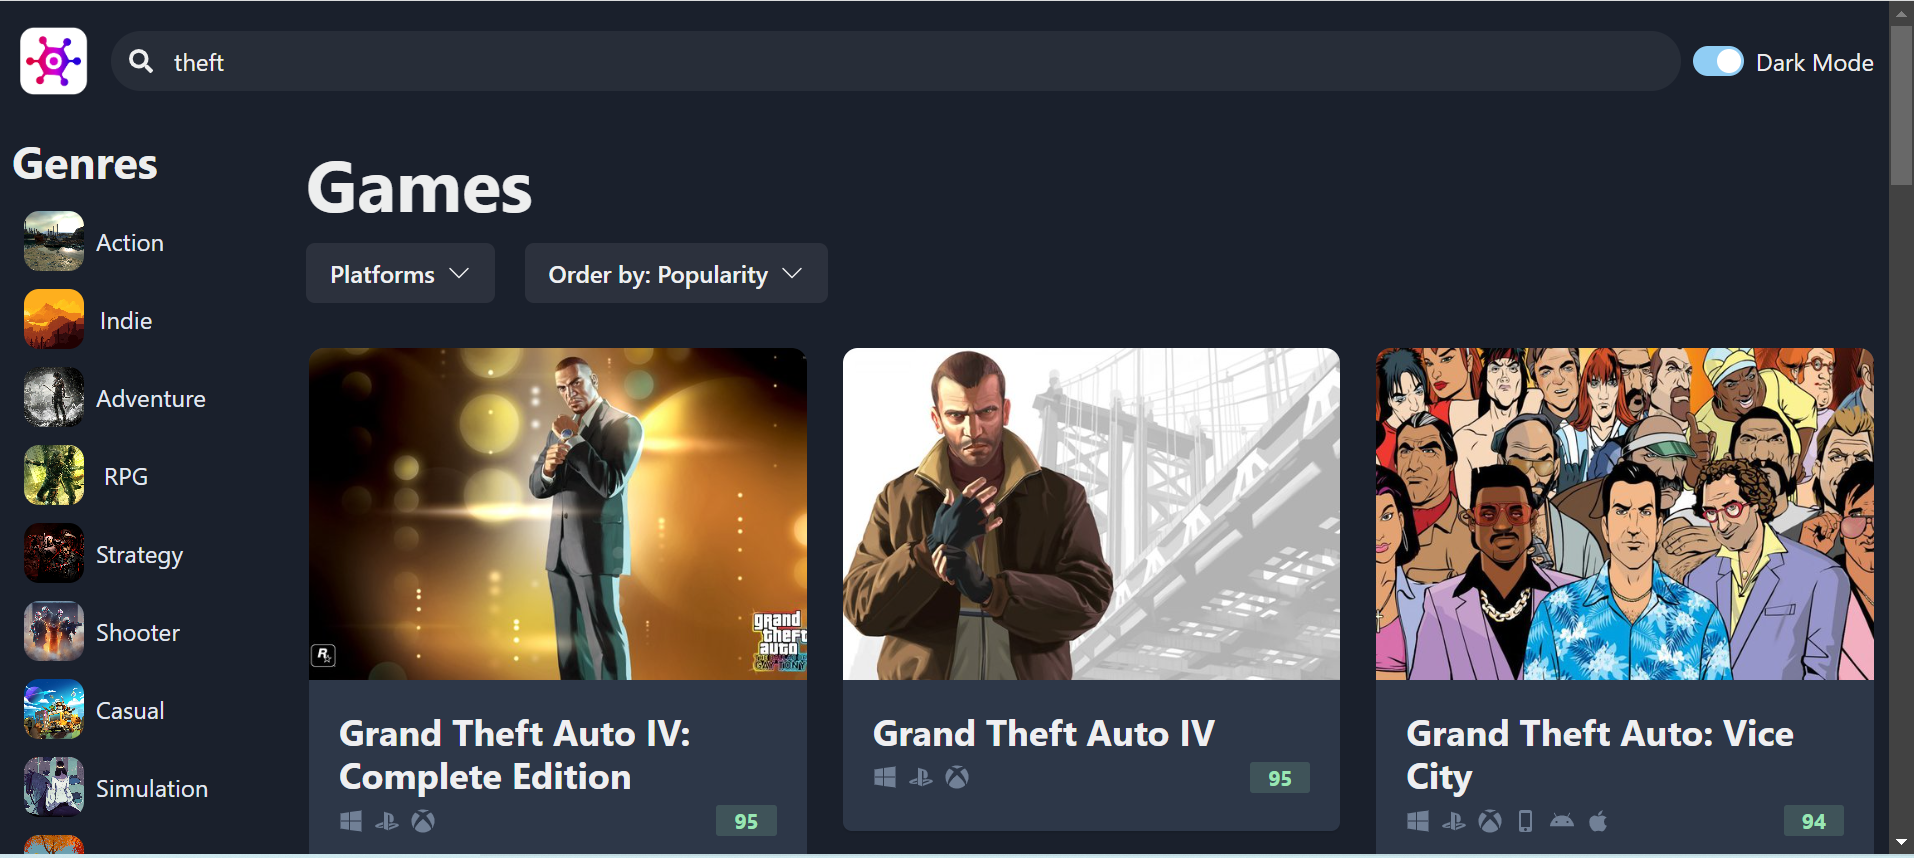 theft
Dark Mode
Genres
Action
Indie
Adventure
RPG
Strategy
Shooter
Casual
Simulation
Games
Platforms
Order by: Popularity
R
grand
theft
auto
Grand Theft Auto IV:
Complete Edition
95
Grand Theft Auto IV
95
Grand Theft Auto: Vice
City
94